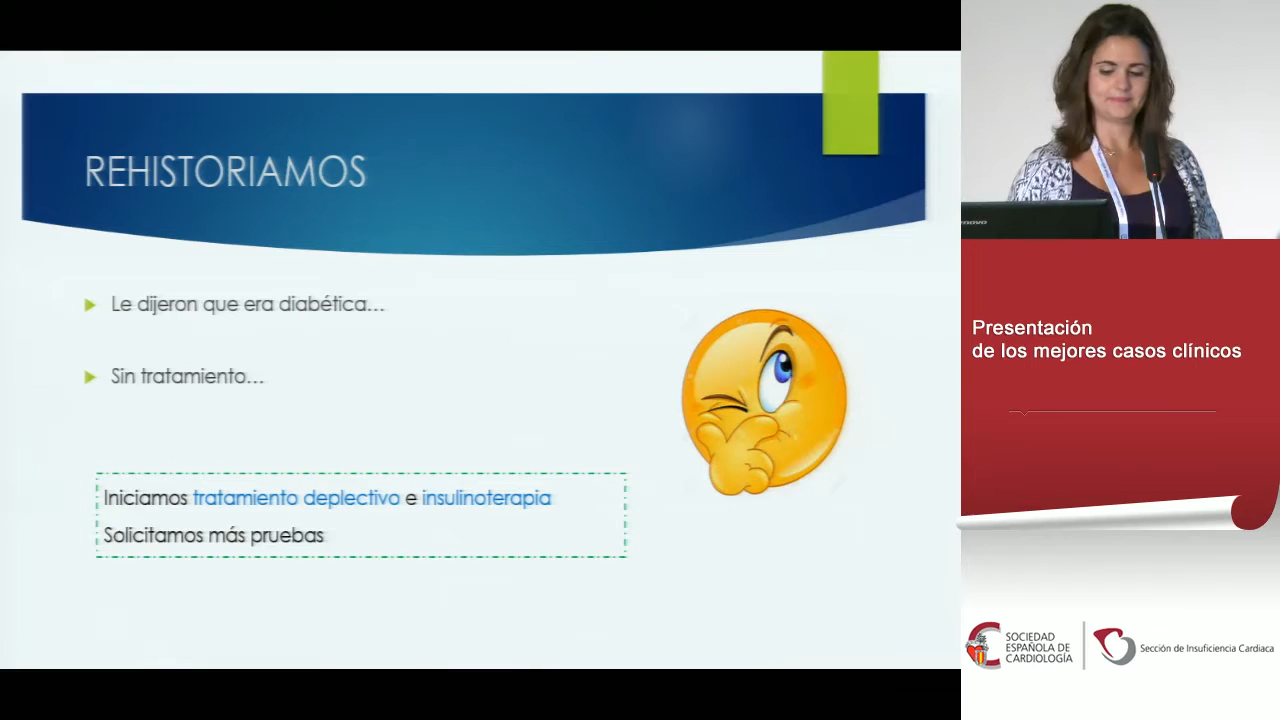 REHISTORIAMOS
Le dijeron que era diabética...
Sin tratamiento...
Iniciamos tratamiento deplectivo e insulinoterapia
Solicitamos más pruebas
Presentación
de los mejores casos clínicos
SOCIEDAD
ESPAÑOLA DE
CARDIOLOGÍA
Sección de Insuficiencia Cardiaca